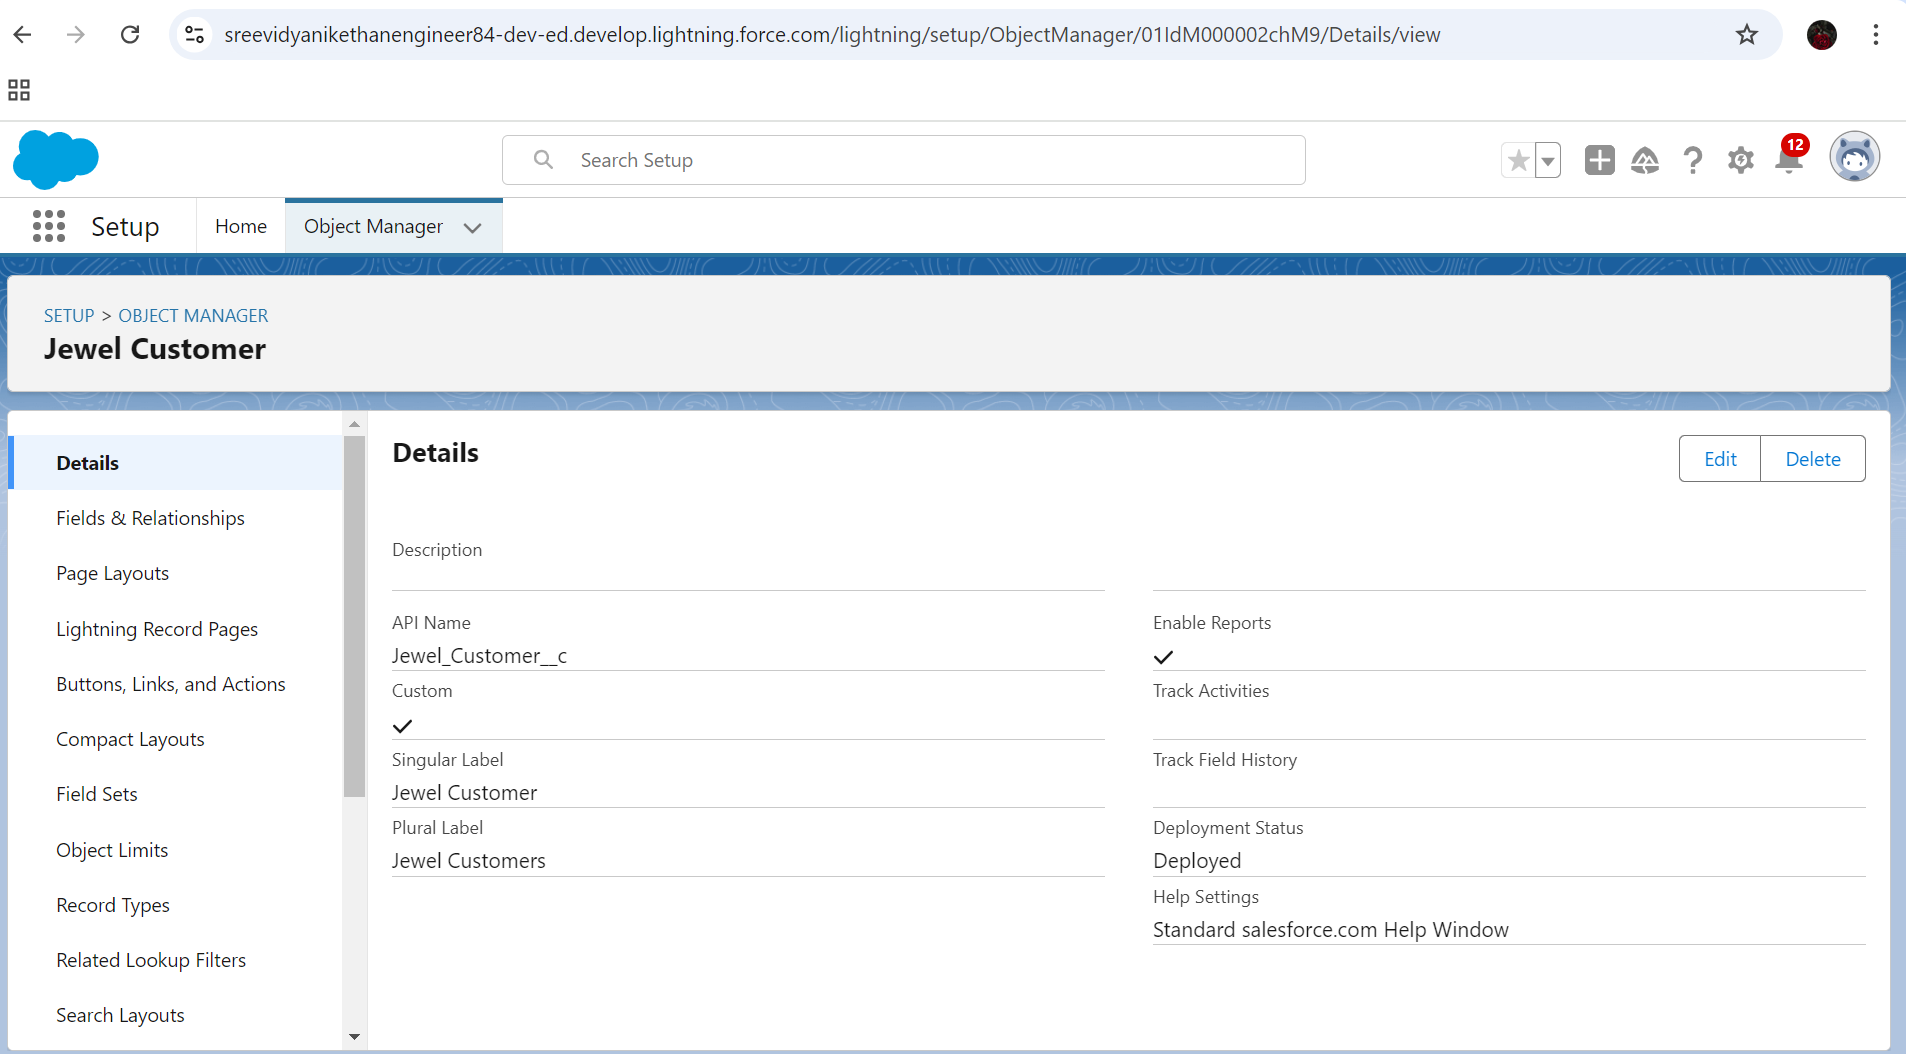 sreevidyanikethanengineer84-dev-ed.develop.lightning.force.com/lightning/setup/ObjectManager/01IdM000002chM9/Details/view
Search Setup
12
Setup
Home
Object Manager
SETUP > OBJECT MANAGER
Jewel Customer
Details
Fields & Relationships
Page Layouts
Lightning Record Pages
Buttons, Links, and Actions
Compact Layouts
Field Sets
Object Limits
Record Types
Related Lookup Filters
Search Layouts
Details
Edit
Delete
Description
API Name
Jewel_Customer__c
Custom
Singular Label
Jewel Customer
Plural Label
Jewel Customers
Enable Reports
Track Activities
Track Field History
Deployment Status
Deployed
Help Settings
Standard salesforce.com Help Window